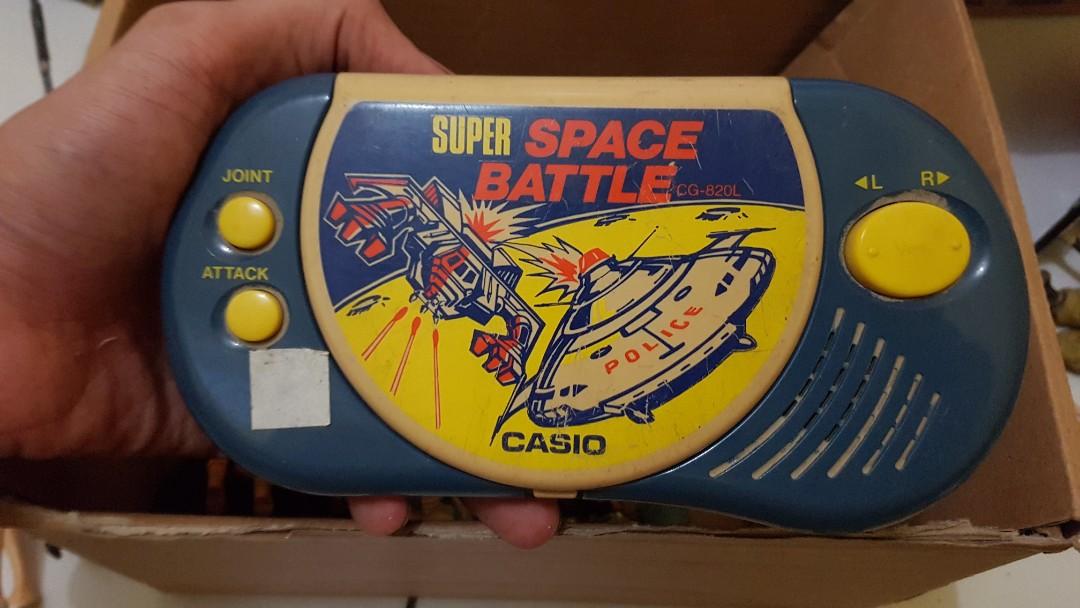 SUPER SPACE
BATTLE CG-820L
JOINT
◀L R▶
ATTACK
POLICE
CASIO